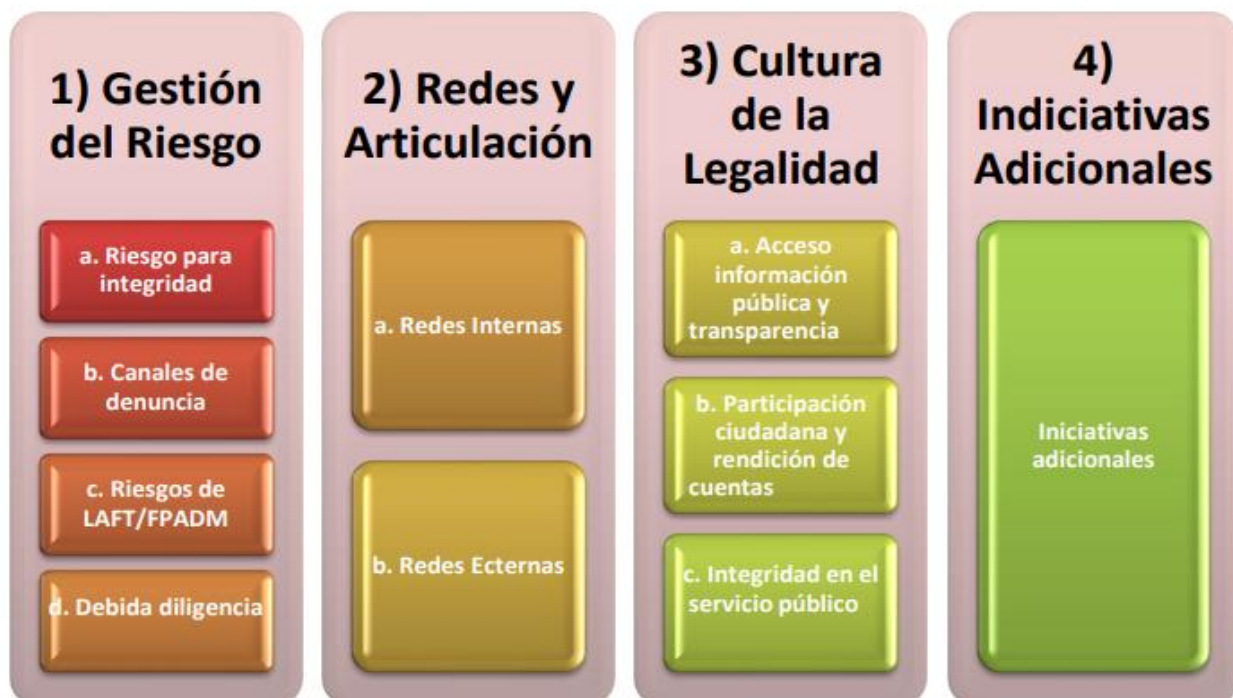 1) Gestión
del Riesgo
a. Riesgo para
integridad
b. Canales de
denuncia
c. Riesgos de
LAFT/FPADM
d. Debida diligencia
2) Redes y
Articulación
a. Redes Internas
b. Redes Ecternas
3) Cultura
de la
Legalidad
a. Acceso
información
pública y
transparencia
b. Participación
ciudadana y
rendición de
cuentas
c. Integridad en el
servicio público
4)
Indiciativas
Adicionales
Iniciativas
adicionales